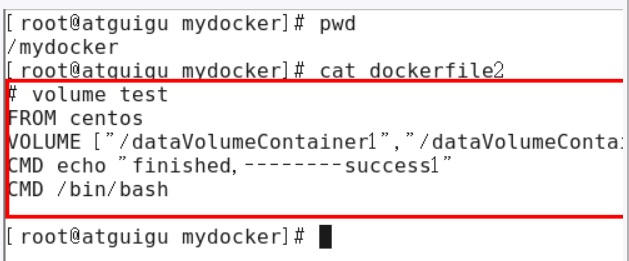 [root@atguigu mydocker]# pwd
/mydocker
[root@atguigu mydocker]# cat dockerfile2
# volume test
FROM centos
VOLUME ["/dataVolumeContainer1","/dataVolumeContai
CMD echo "finished,--------success1"
CMD /bin/bash
[root@atguigu mydocker]#